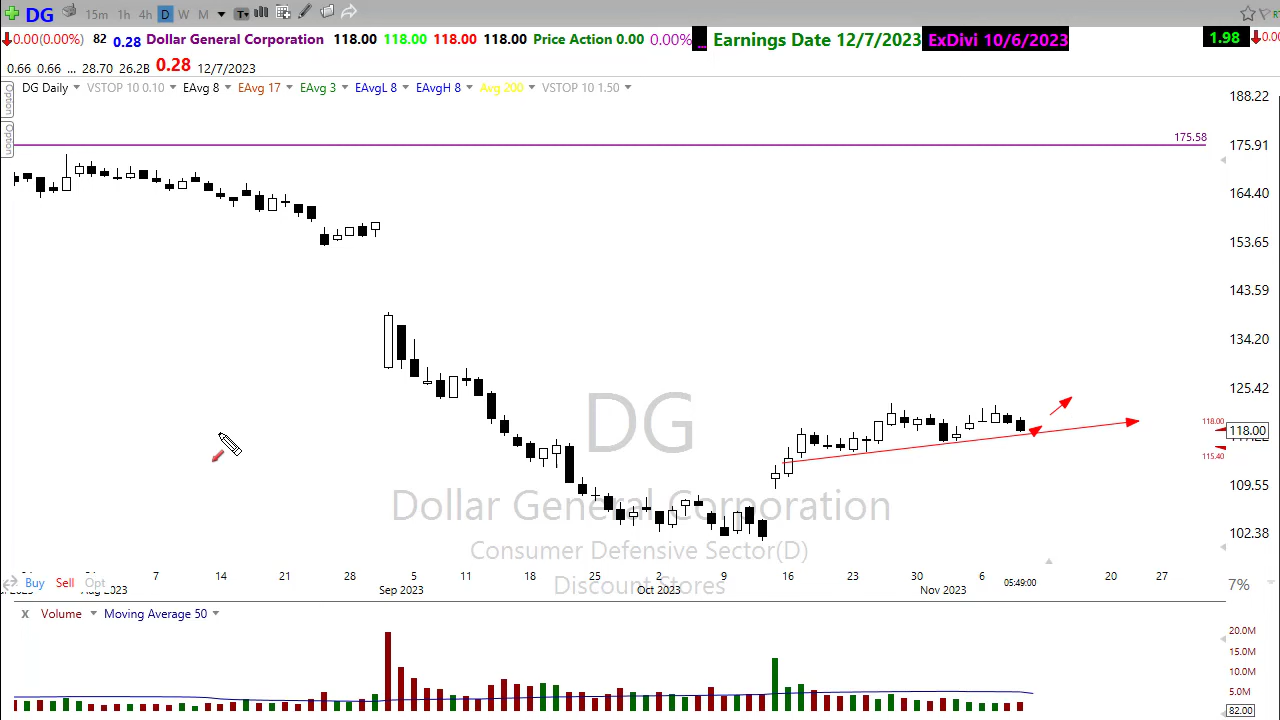 DG 15m 1h 4h D W M T
0.00(0.00%) 82 0.28 Dollar General Corporation 118.00 118.00 118.00 118.00 Price Action 0.00 0.00% ... Earnings Date 12/7/2023 ExDivi 10/6/2023 1.98
0.66 0.66 ... 28.70 26.2B 0.28 12/7/2023
DG Daily VSTOP 10 0.10 EAvg 8 EAvg 17 EAvg 3 EAvgL 8 EAvgH 8 Avg 200 VSTOP 10 1.50
Option
Option
188.22
175.58
175.91
164.40
153.65
143.59
134.20
125.42
118.00
118.00
115.40
109.55
102.38
DG
Dollar General Corporation
Consumer Defensive Sector(D)
Discount Stores
7 14 21 28 5 11 18 25 2 9 16 23 30 6 05:49:00 20 27
Buy Sell Opt
Aug 2023 Sep 2023 Oct 2023 Nov 2023
7%
X Volume Moving Average 50
20.0M
15.0M
10.0M
5.0M
82.00